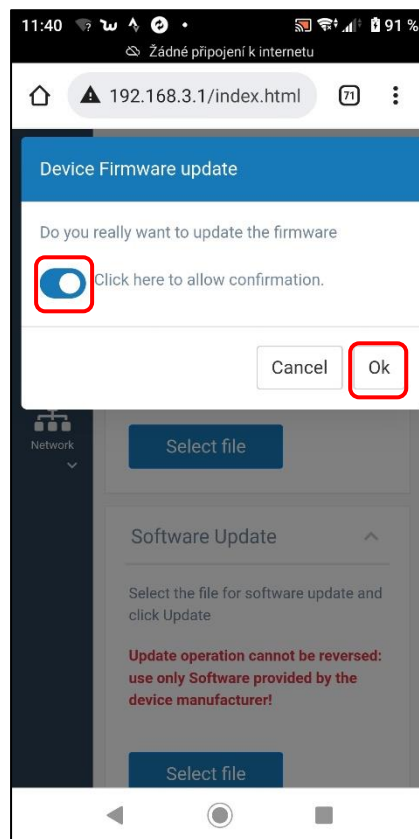 11:40
91 %
Žádné připojení k internetu
192.168.3.1/index.html
71
Device Firmware update
Do you really want to update the firmware
Click here to allow confirmation.
Cancel
Ok
Network
Select file
Software Update
Select the file for software update and
click Update
Update operation cannot be reversed:
use only Software provided by the
device manufacturer!
Select file